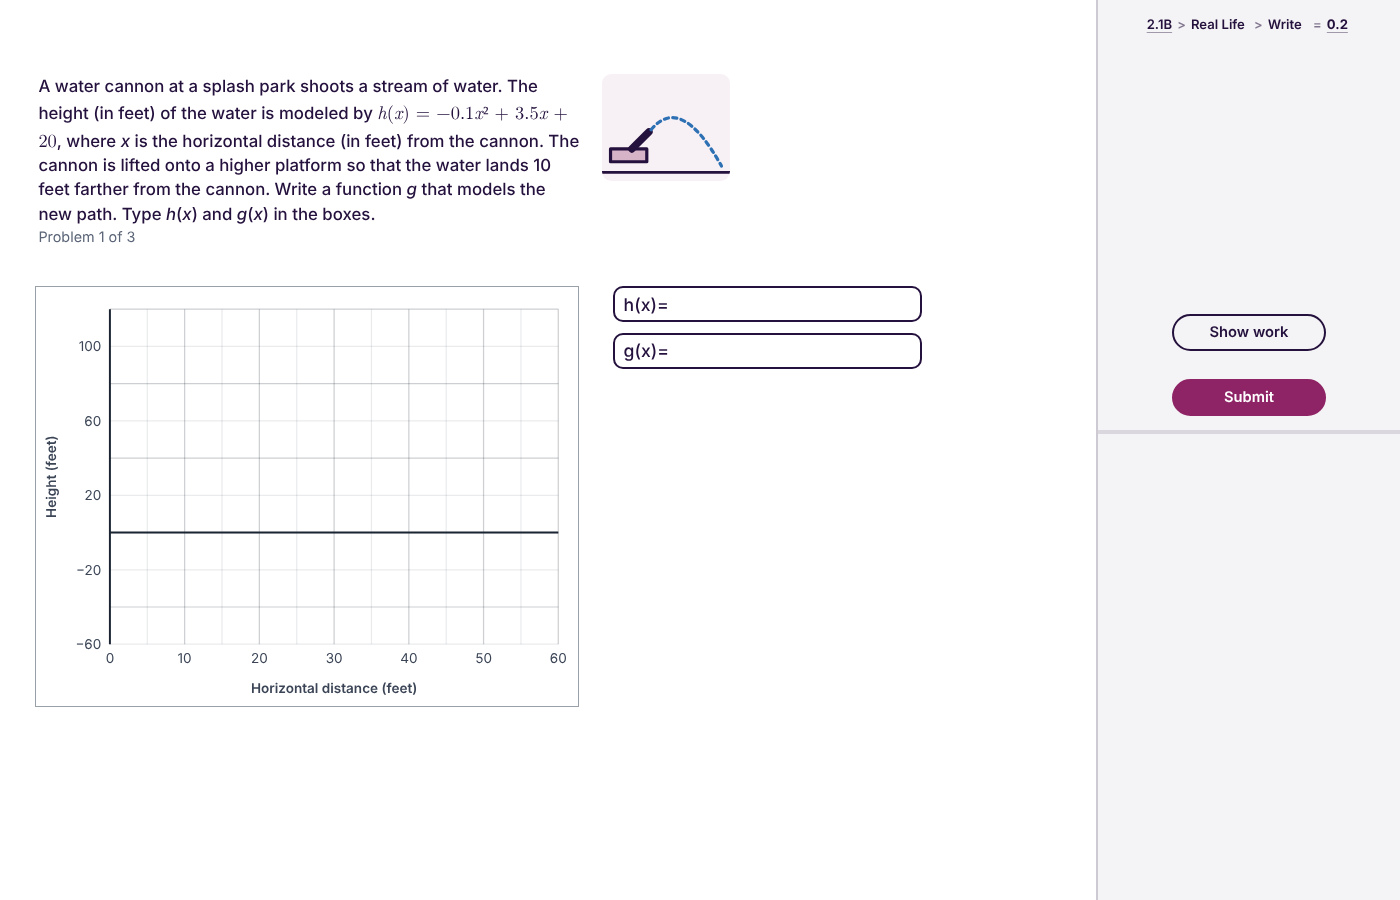 2.1B > Real Life > Write = 0.2
A water cannon at a splash park shoots a stream of water. The
height (in feet) of the water is modeled by h(x) = −0.1x² + 3.5x +
20, where x is the horizontal distance (in feet) from the cannon. The
cannon is lifted onto a higher platform so that the water lands 10
feet farther from the cannon. Write a function g that models the
new path. Type h(x) and g(x) in the boxes.
Problem 1 of 3
h(x)=
g(x)=
Show work
Submit
100
60
20
−20
−60
Height (feet)
0 10 20 30 40 50 60
Horizontal distance (feet)